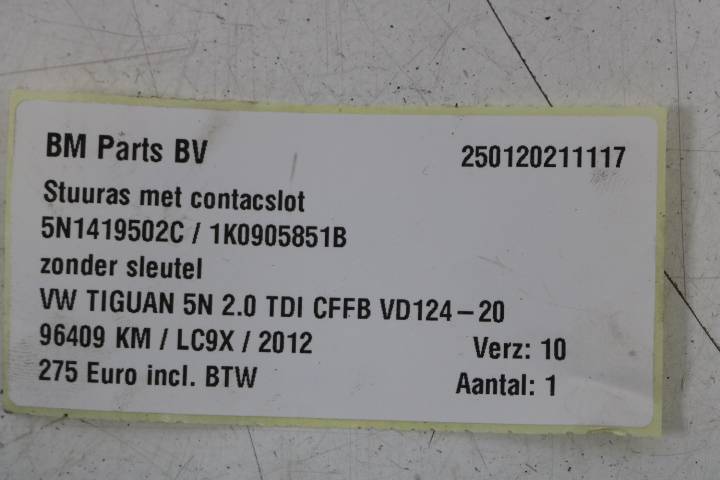 BM Parts BV 250120211117
Stuuras met contacslot
5N1419502C / 1K0905851B
zonder sleutel
VW TIGUAN 5N 2.0 TDI CFFB VD124-20
96409 KM / LC9X / 2012 Verz: 10
275 Euro incl. BTW Aantal: 1